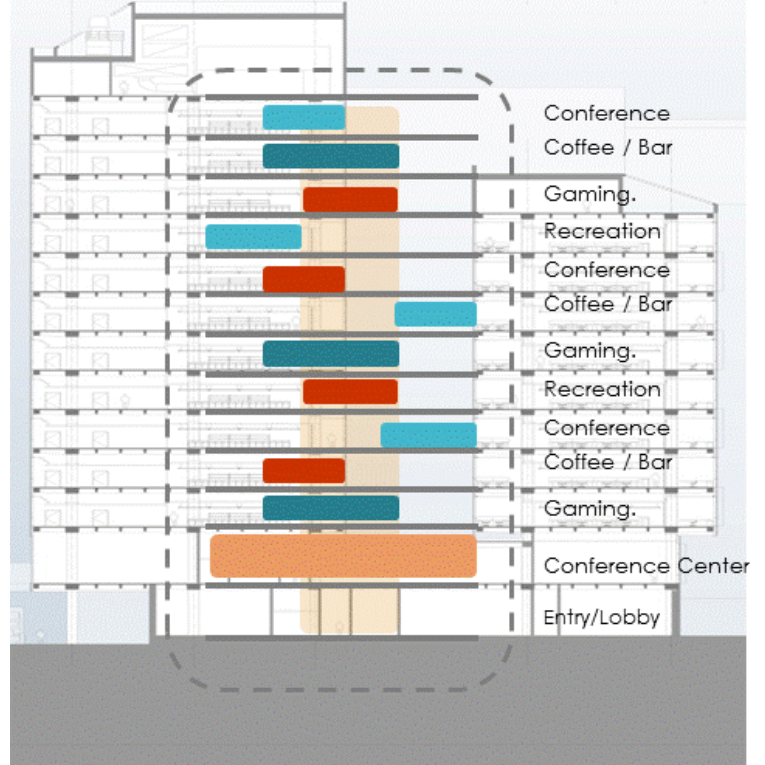 Conference
Coffee / Bar
Gaming.
Recreation
Conference
Coffee / Bar
Gaming.
Recreation
Conference
Coffee / Bar
Gaming.
Conference Center
Entry/Lobby